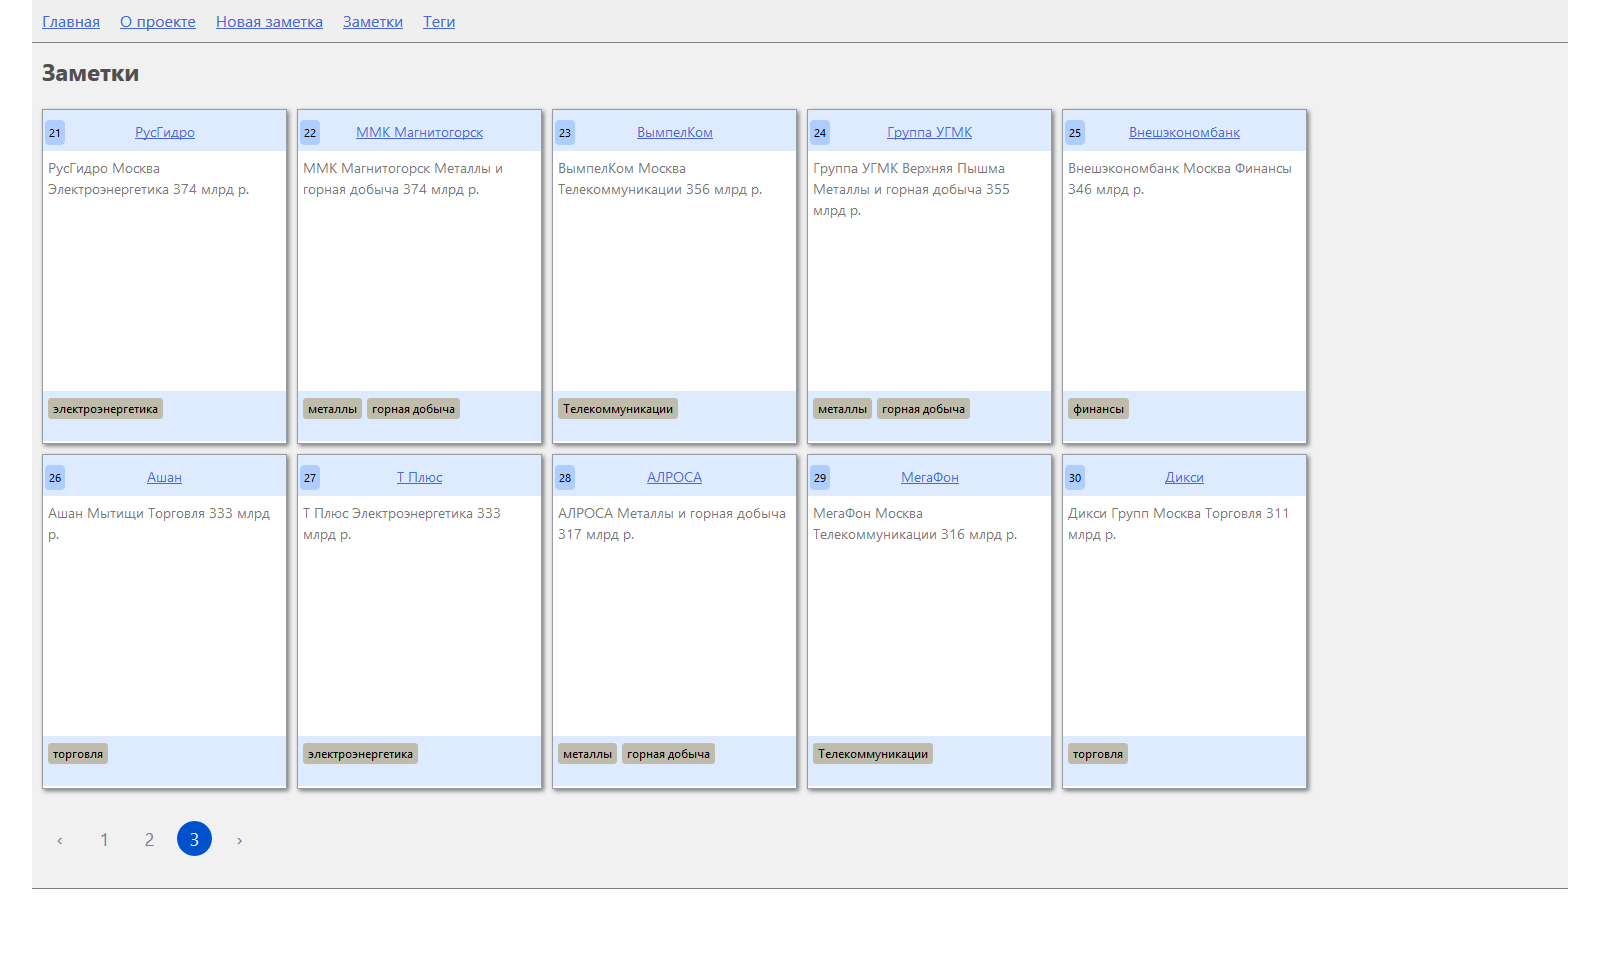 Главная О проекте Новая заметка Заметки Теги
Заметки
21 РусГидро
РусГидро Москва
Электроэнергетика 374 млрд р.
электроэнергетика
22 ММК Магнитогорск
ММК Магнитогорск Металлы и
горная добыча 374 млрд р.
металлы горная добыча
23 ВымпелКом
ВымпелКом Москва
Телекоммуникации 356 млрд р.
Телекоммуникации
24 Группа УГМК
Группа УГМК Верхняя Пышма
Металлы и горная добыча 355
млрд р.
металлы горная добыча
25 Внешэкономбанк
Внешэкономбанк Москва Финансы
346 млрд р.
финансы
26 Ашан
Ашан Мытищи Торговля 333 млрд
р.
торговля
27 Т Плюс
Т Плюс Электроэнергетика 333
млрд р.
электроэнергетика
28 АЛРОСА
АЛРОСА Металлы и горная добыча
317 млрд р.
металлы горная добыча
29 МегаФон
МегаФон Москва
Телекоммуникации 316 млрд р.
Телекоммуникации
30 Дикси
Дикси Групп Москва Торговля 311
млрд р.
торговля
‹ 1 2 3 ›